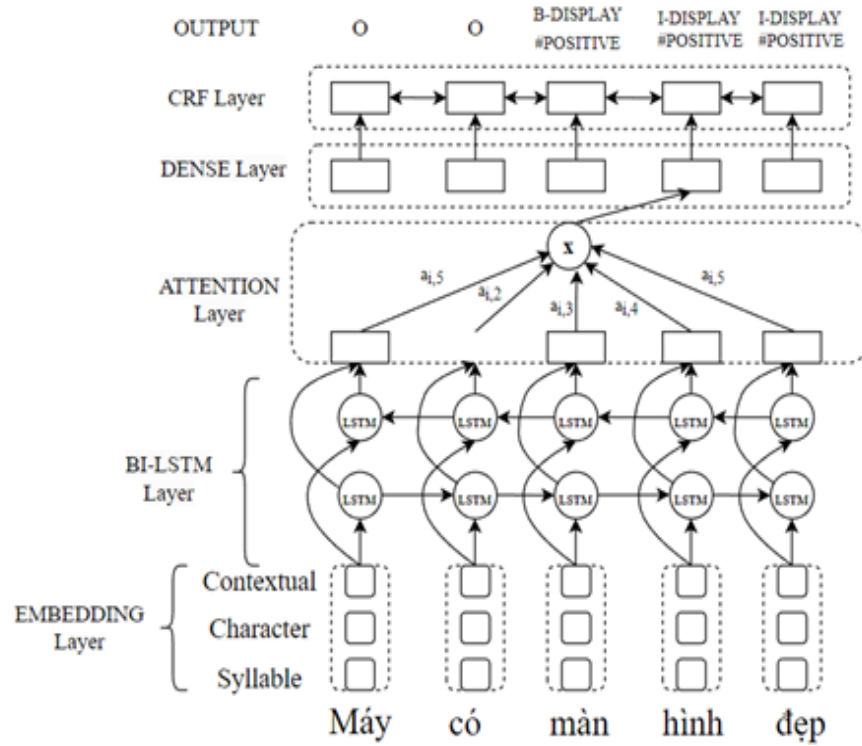 OUTPUT O O B-DISPLAY I-DISPLAY I-DISPLAY
#POSITIVE #POSITIVE #POSITIVE
CRF Layer
DENSE Layer
x
ATTENTION
Layer
ai,5 ai,2 ai,3 ai,4 ai,5
LSTM LSTM LSTM LSTM LSTM
BI-LSTM
Layer
LSTM LSTM LSTM LSTM LSTM
Contextual
EMBEDDING
Layer
Character
Syllable
Máy có màn hình đẹp